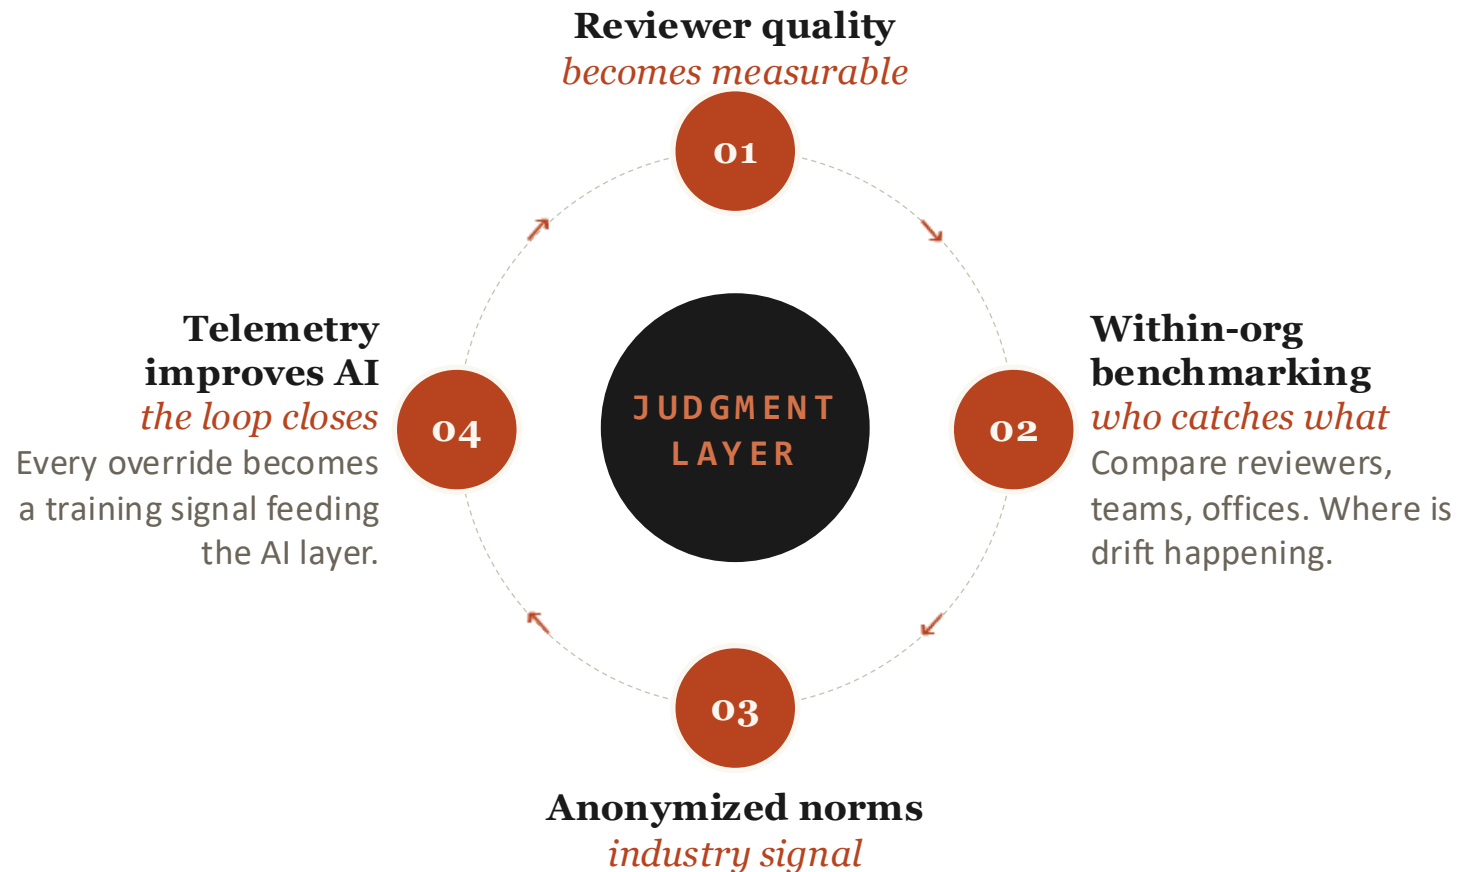 Reviewer quality
becomes measurable
01
Telemetry
improves AI
the loop closes
Every override becomes
a training signal feeding
the AI layer.
04
JUDGMENT
LAYER
02
Within-org
benchmarking
who catches what
Compare reviewers,
teams, offices. Where is
drift happening.
03
Anonymized norms
industry signal